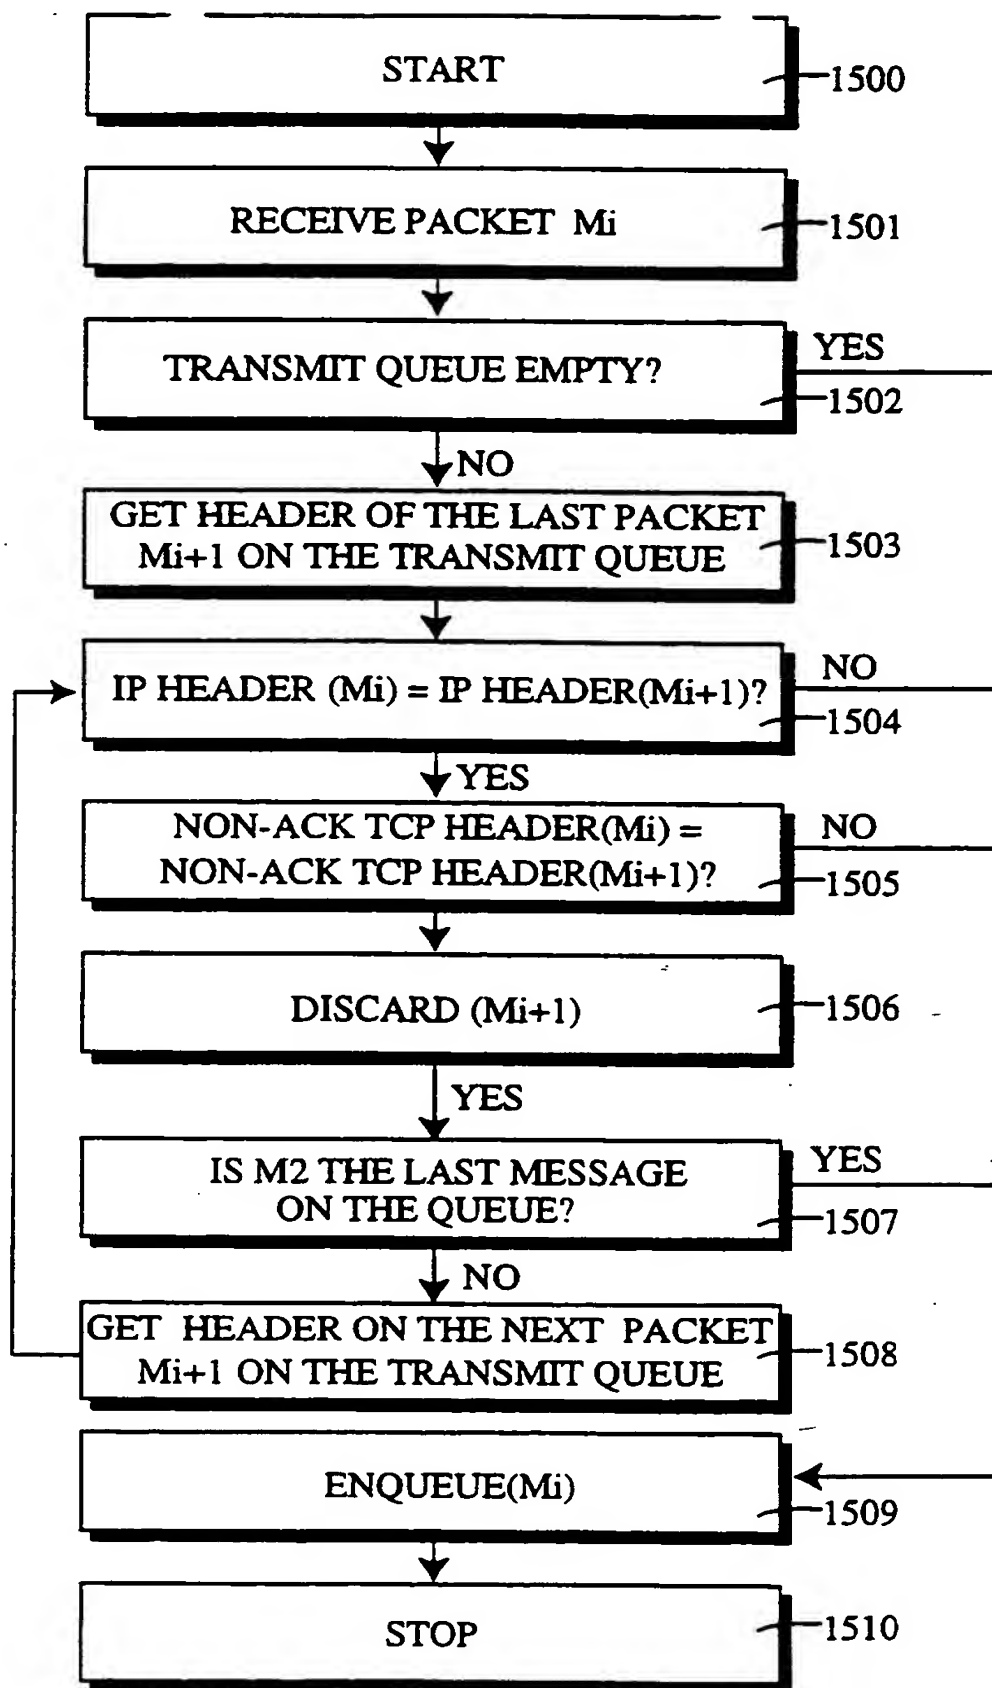 START
1500
RECEIVE PACKET Mi
1501
TRANSMIT QUEUE EMPTY?
YES
1502
NO
GET HEADER OF THE LAST PACKET
Mi+1 ON THE TRANSMIT QUEUE
1503
IP HEADER (Mi) = IP HEADER(Mi+1)?
NO
1504
YES
NON-ACK TCP HEADER(Mi) =
NON-ACK TCP HEADER(Mi+1)?
NO
1505
DISCARD (Mi+1)
1506
YES
IS M2 THE LAST MESSAGE
ON THE QUEUE?
YES
1507
NO
GET HEADER ON THE NEXT PACKET
Mi+1 ON THE TRANSMIT QUEUE
1508
ENQUEUE(Mi)
1509
STOP
1510